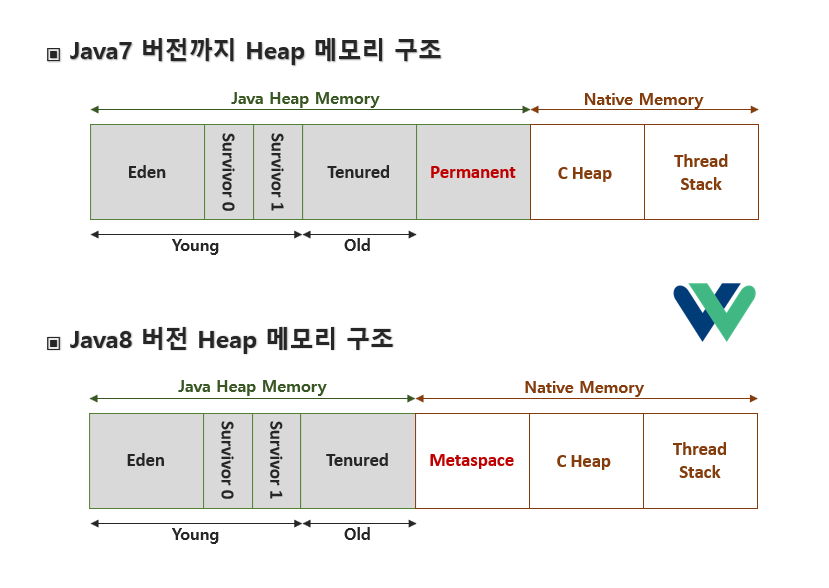 ▣ Java7 버전까지 Heap 메모리 구조
Java Heap Memory
Native Memory
Eden
Survivor 0
Survivor 1
Tenured
Permanent
C Heap
Thread
Stack
Young
Old
▣ Java8 버전 Heap 메모리 구조
Java Heap Memory
Native Memory
Eden
Survivor 0
Survivor 1
Tenured
Metaspace
C Heap
Thread
Stack
Young
Old